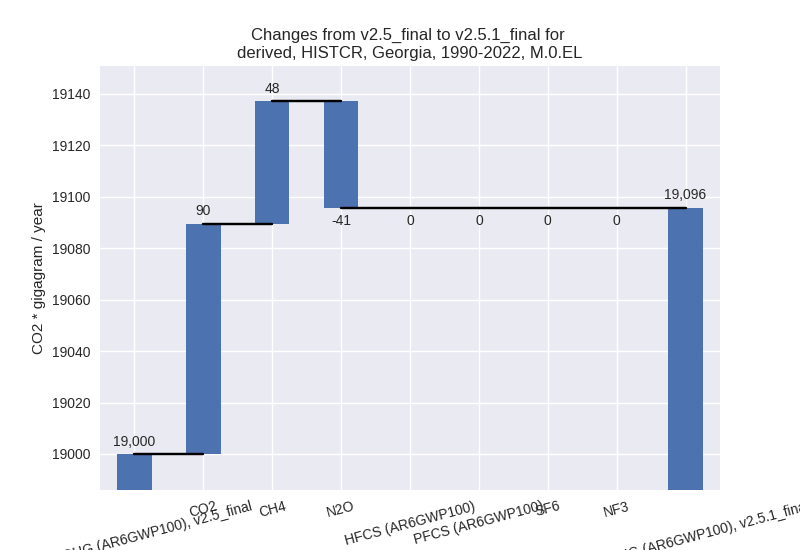 Changes from v2.5_final to v2.5.1_final for
derived, HISTCR, Georgia, 1990-2022, M.0.EL
CO2 * gigagram / year
19140
19120
19100
19080
19060
19040
19020
19000
19,000
90
48
-41
0
0
0
0
19,096
(AR6GWP100), v2.5_final
CO2
CH4
N2O
HFCS (AR6GWP100)
PFCS (AR6GWP100)
SF6
NF3
(AR6GWP100), v2.5.1_fina